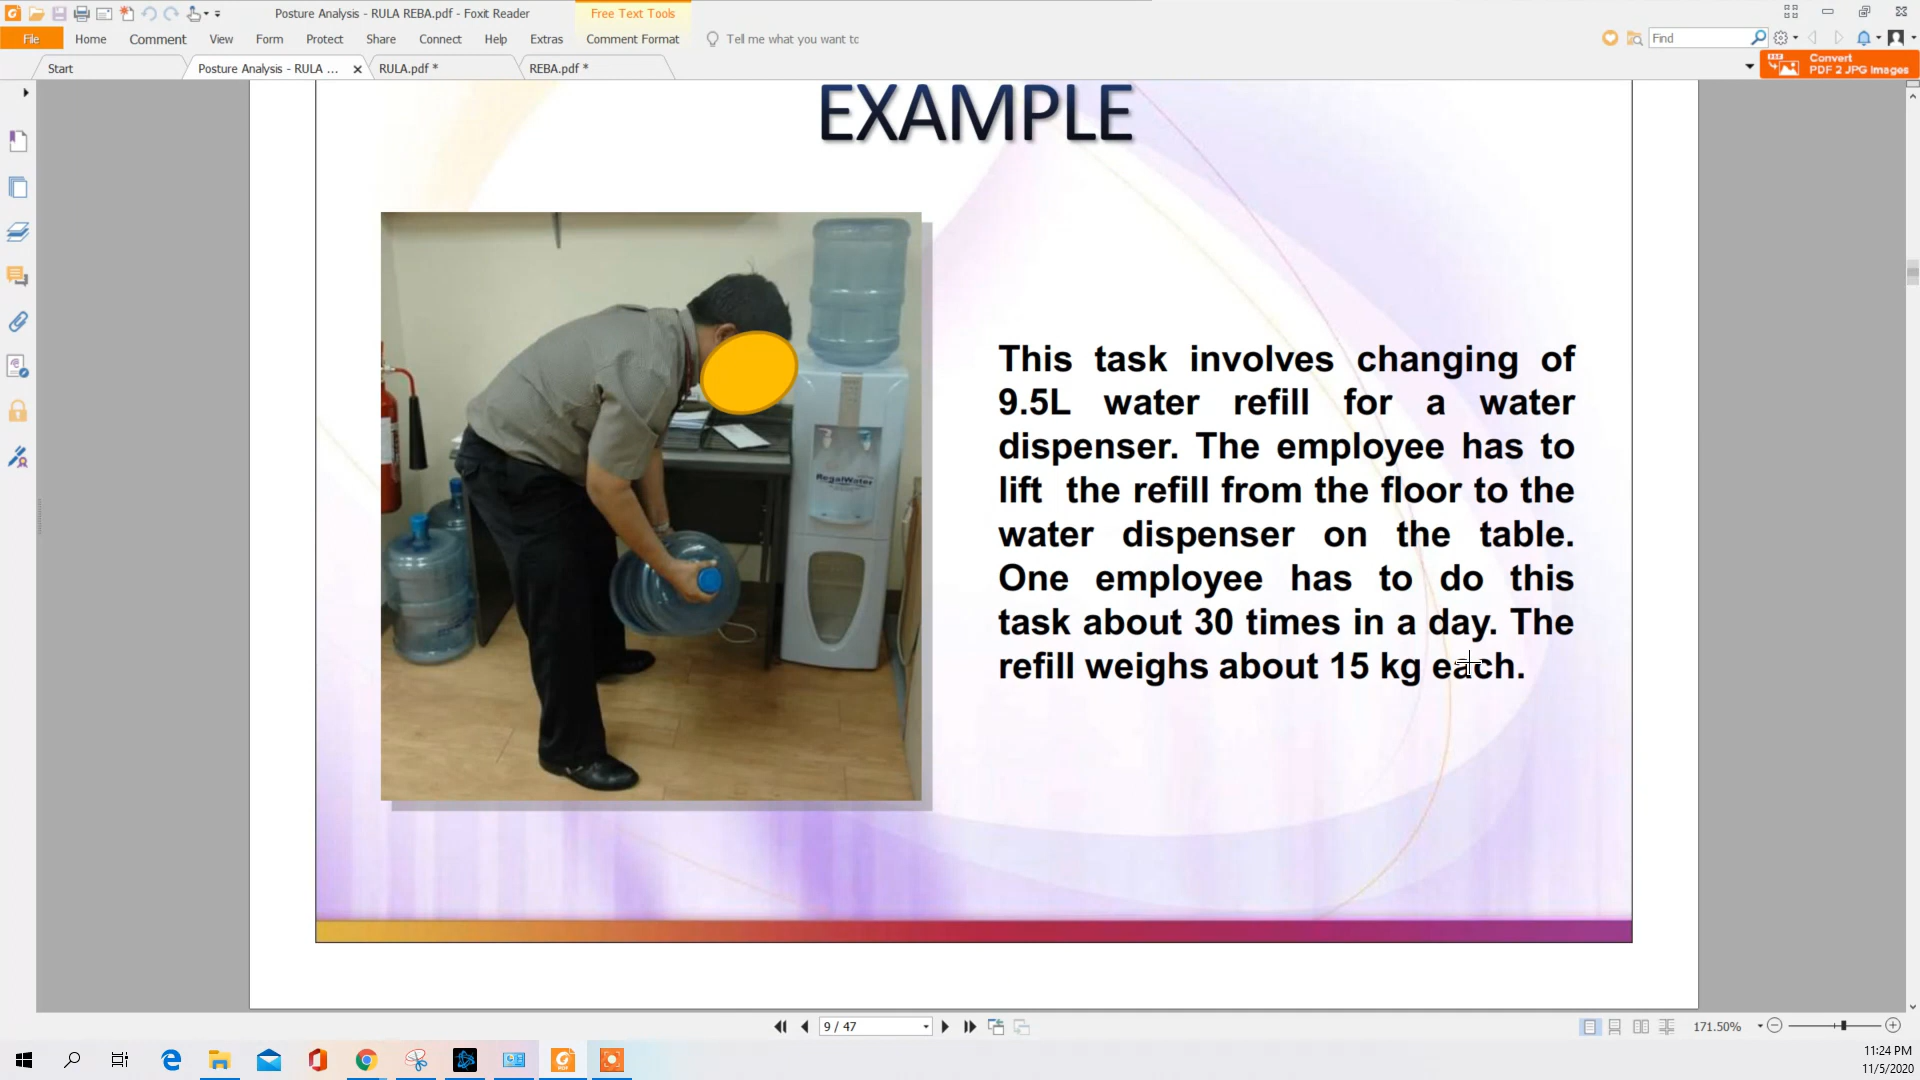 Posture Analysis - RULA REBA.pdf - Foxit Reader
Free Text Tools
File Home Comment View Form Protect Share Connect Help Extras Comment Format Tell me what you want to
Find
Start
Posture Analysis - RULA ...
RULA.pdf *
REBA.pdf *
Convert
PDF 2 JPG Images
EXAMPLE
RegalWater
This task involves changing of
9.5L water refill for a water
dispenser. The employee has to
lift the refill from the floor to the
water dispenser on the table.
One employee has to do this
task about 30 times in a day. The
refill weighs about 15 kg each.
9 / 47
171.50%
11:24 PM
11/5/2020